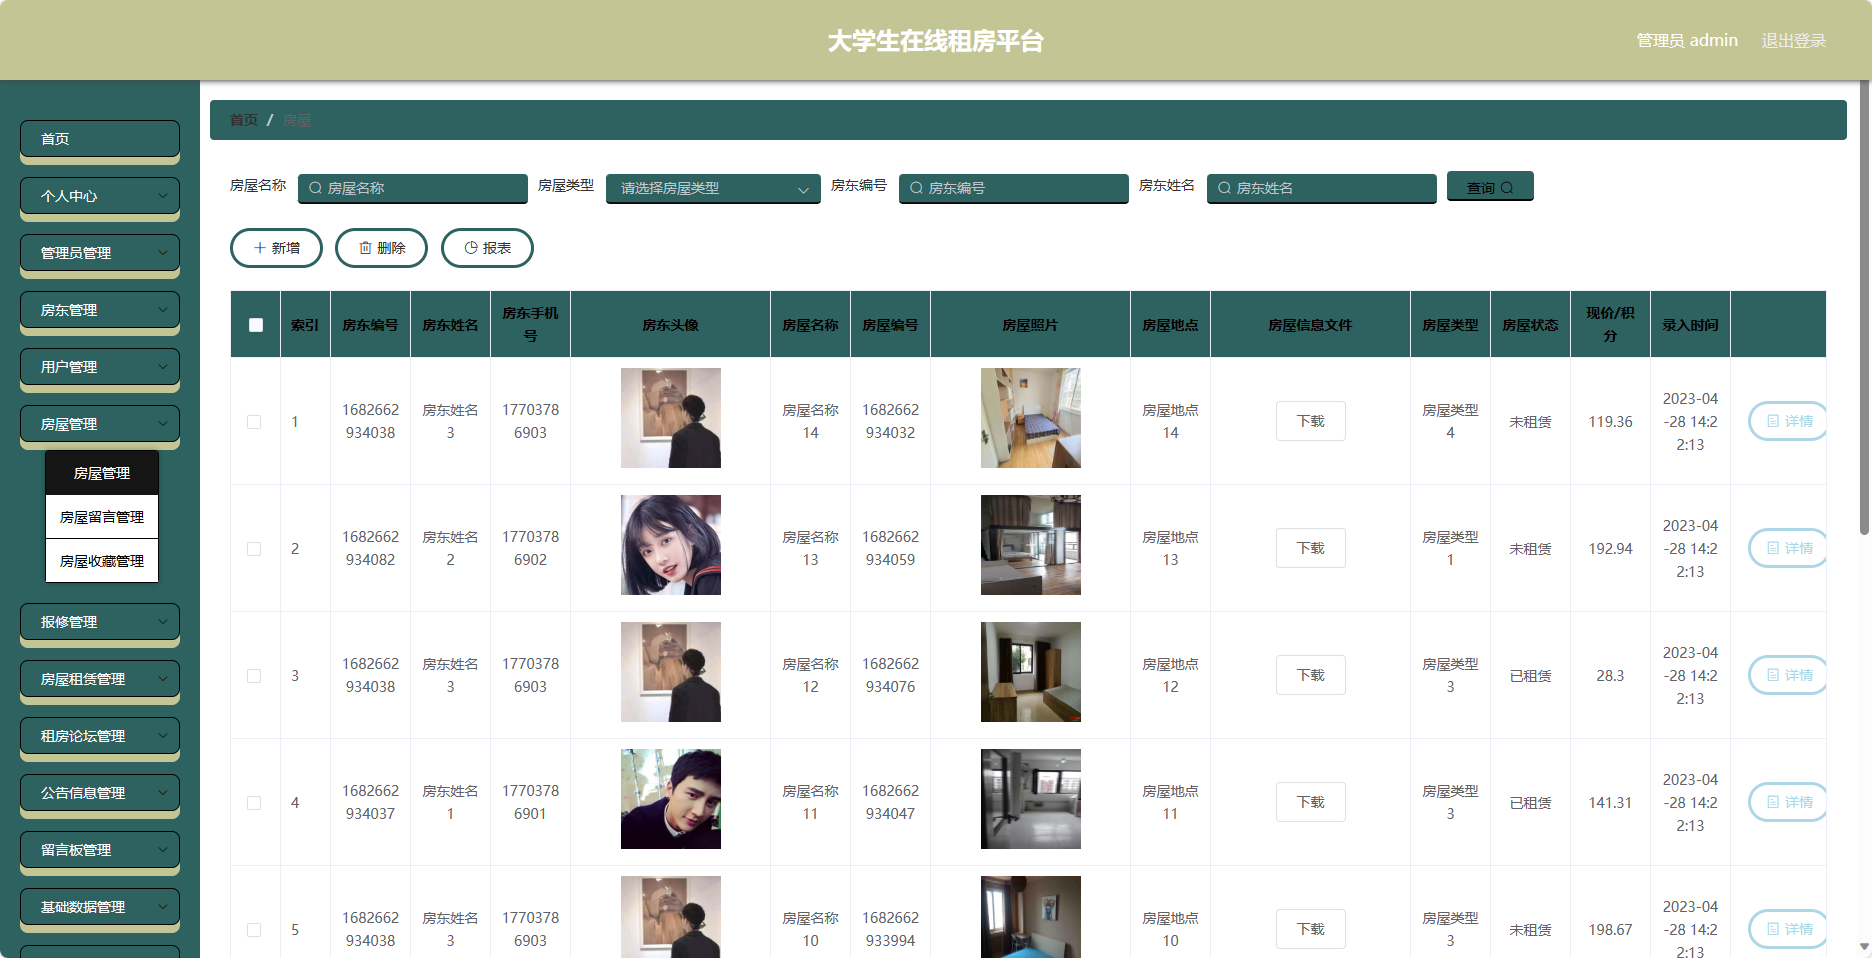 大学生在线租房平台
管理员 admin 退出登录
首页
个人中心
管理员管理
房东管理
用户管理
房屋管理
房屋管理
房屋留言管理
房屋收藏管理
报修管理
房屋租赁管理
租房论坛管理
公告信息管理
留言板管理
基础数据管理
首页 / 房屋
房屋名称 房屋名称 房屋类型 请选择房屋类型 房东编号 房东编号 房东姓名 房东姓名 查询
新增 删除 报表
索引 房东编号 房东姓名 房东手机号 房东头像 房屋名称 房屋编号 房屋照片 房屋地点 房屋信息文件 房屋类型 房屋状态 现价/积分 录入时间
1 1682662934038 房东姓名3 17703786903 房屋名称14 1682662934032 房屋地点14 下载 房屋类型4 未租赁 119.36 2023-04-28 14:22:13 详情
2 1682662934082 房东姓名2 17703786902 房屋名称13 1682662934059 房屋地点13 下载 房屋类型1 未租赁 192.94 2023-04-28 14:22:13 详情
3 1682662934038 房东姓名3 17703786903 房屋名称12 1682662934076 房屋地点12 下载 房屋类型3 已租赁 28.3 2023-04-28 14:22:13 详情
4 1682662934037 房东姓名1 17703786901 房屋名称11 1682662934047 房屋地点11 下载 房屋类型3 已租赁 141.31 2023-04-28 14:22:13 详情
5 1682662934038 房东姓名3 17703786903 房屋名称10 1682662933994 房屋地点10 下载 房屋类型3 未租赁 198.67 2023-04-28 14:22:13 详情